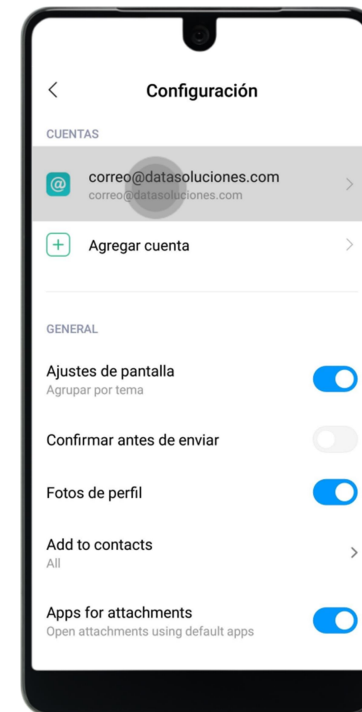 Configuración
CUENTAS
@
correo@datasoluciones.com
correo@datasoluciones.com
Agregar cuenta
GENERAL
Ajustes de pantalla
Agrupar por tema
Confirmar antes de enviar
Fotos de perfil
Add to contacts
All
Apps for attachments
Open attachments using default apps